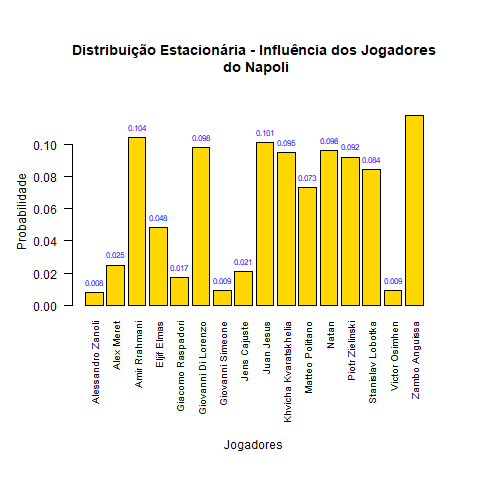 Distribuição Estacionária - Influência dos Jogadores
do Napoli
Probabilidade
0.10
0.08
0.06
0.04
0.02
0.00
0.008
0.025
0.104
0.048
0.017
0.098
0.009
0.021
0.101
0.095
0.073
0.096
0.092
0.084
0.009
Alessandro Zanoli
Alex Meret
Amir Rrahmani
Eljif Elmas
Giacomo Raspadori
Giovanni Di Lorenzo
Giovanni Simeone
Jens Cajuste
Juan Jesus
Khvicha Kvaratskhelia
Matteo Politano
Natan
Piotr Zielinski
Stanislav Lobotka
Victor Osimhen
Zambo Anguissa
Jogadores